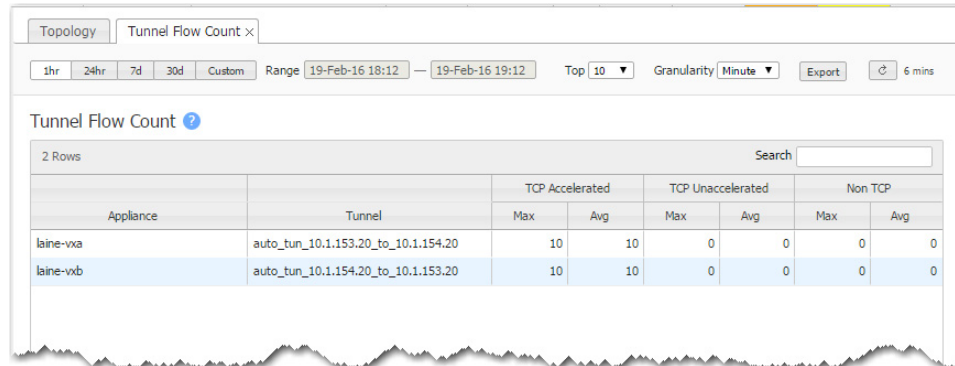 Topology Tunnel Flow Count ×
1hr 24hr 7d 30d Custom Range 19-Feb-16 18:12 — 19-Feb-16 19:12 Top 10 ▼ Granularity Minute ▼ Export 6 mins
Tunnel Flow Count ?
2 Rows Search
TCP Accelerated TCP Unaccelerated Non TCP
Appliance Tunnel Max Avg Max Avg Max Avg
laine-vxa auto_tun_10.1.153.20_to_10.1.154.20 10 10 0 0 0 0
laine-vxb auto_tun_10.1.154.20_to_10.1.153.20 10 10 0 0 0 0